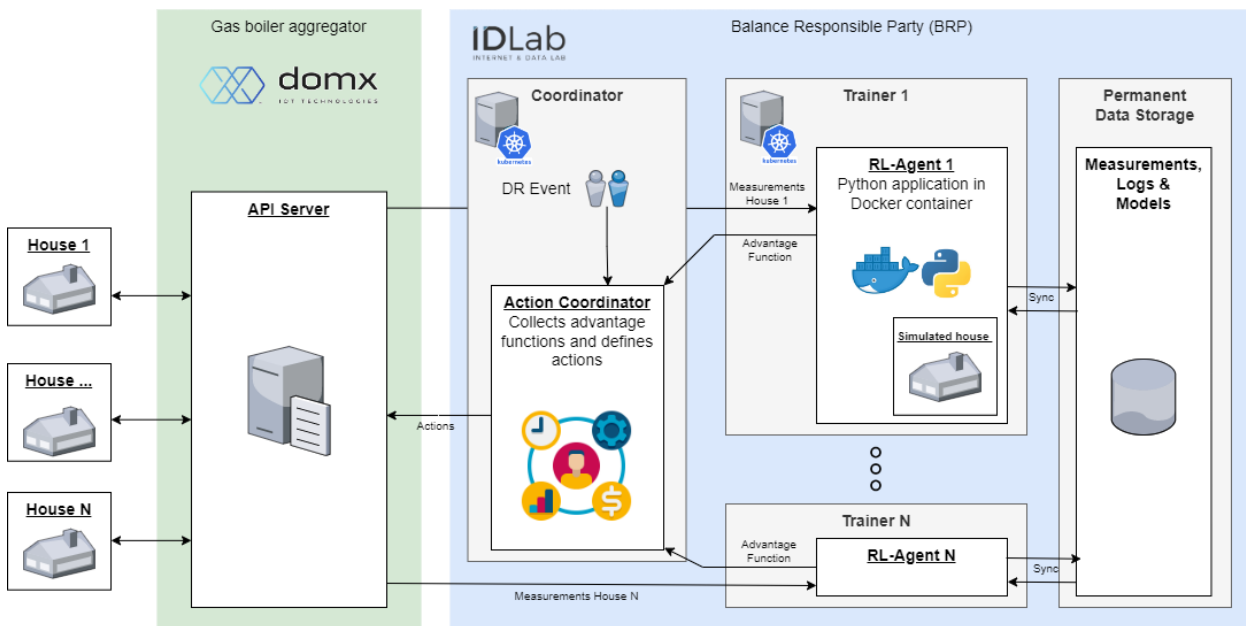 Gas boiler aggregator
domx
IOT TECHNOLOGIES
API Server
House 1
House ...
House N
Balance Responsible Party (BRP)
IDLab
INTERNET & DATA LAB
Coordinator
kubernetes
DR Event
Action Coordinator
Collects advantage
functions and defines
actions
Actions
Measurements
House 1
Advantage
Function
Trainer 1
kubernetes
RL-Agent 1
Python application in
Docker container
Simulated house
Sync
Trainer N
RL-Agent N
Advantage
Function
Measurements House N
Sync
Permanent
Data Storage
Measurements,
Logs &
Models